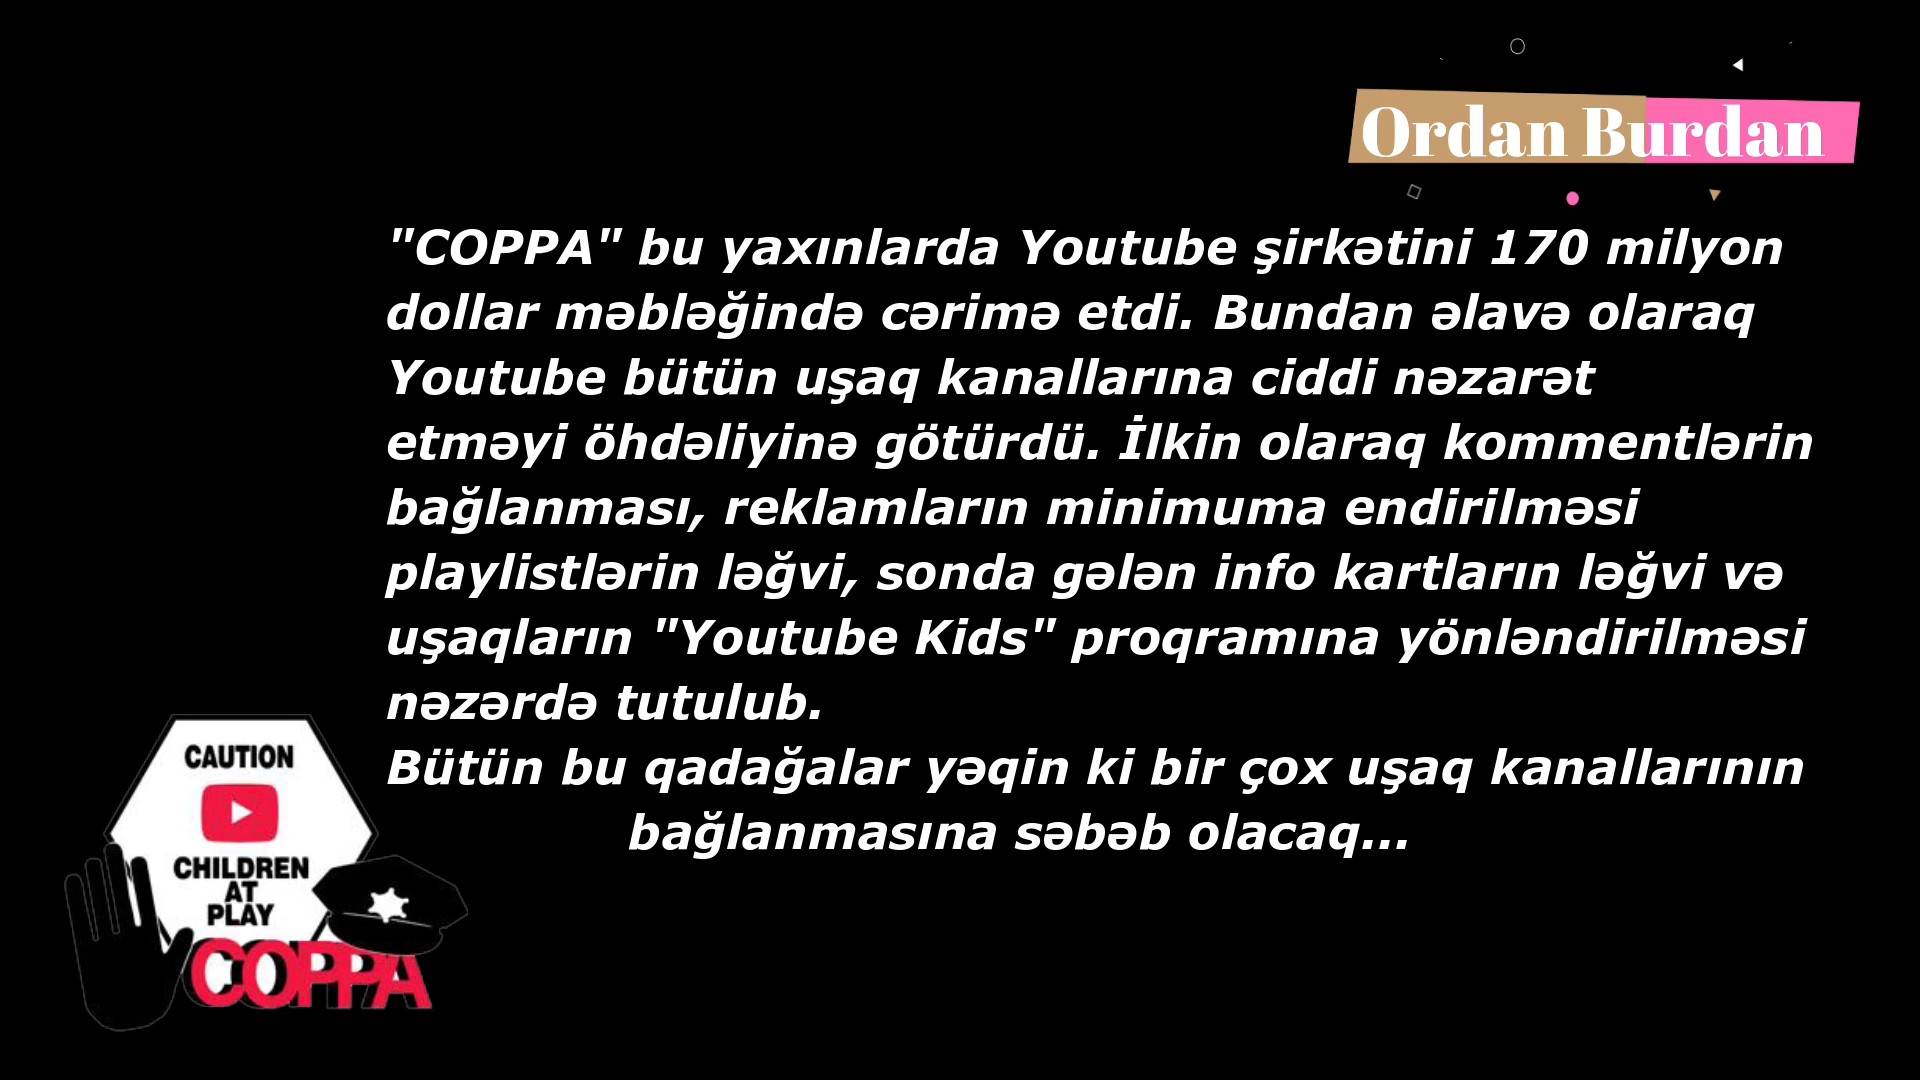 Ordan Burdan
"COPPA" bu yaxınlarda Youtube şirkətini 170 milyon
dollar məbləğində cərimə etdi. Bundan əlavə olaraq
Youtube bütün uşaq kanallarına ciddi nəzarət
etməyi öhdəliyinə götürdü. İlkin olaraq kommentlərin
bağlanması, reklamların minimuma endirilməsi
playlistlərin ləğvi, sonda gələn info kartların ləğvi və
uşaqların "Youtube Kids" proqramına yönləndirilməsi
nəzərdə tutulub.
Bütün bu qadağalar yəqin ki bir çox uşaq kanallarının
bağlanmasına səbəb olacaq...
CAUTION
CHILDREN
AT
PLAY
COPPA